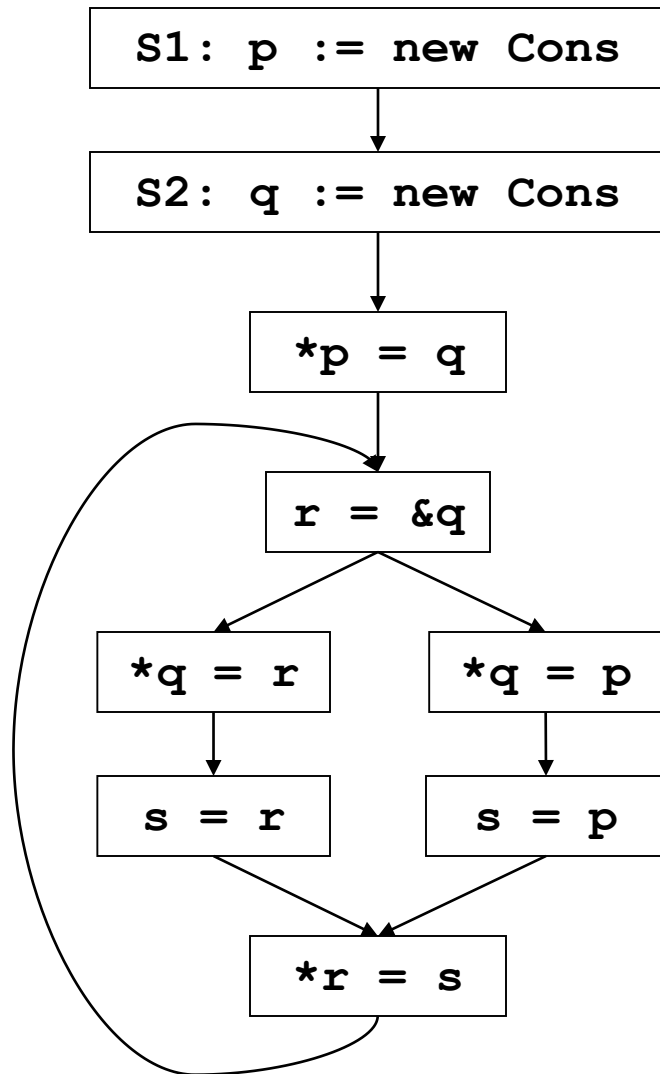 S1: p := new Cons
S2: q := new Cons
*p = q
r = &q
*q = r
*q = p
s = r
s = p
*r = s